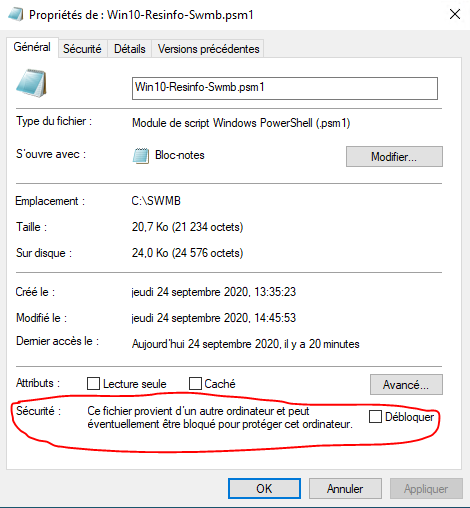 Propriétés de : Win10-Resinfo-Swmb.psm1
Général Sécurité Détails Versions précédentes
Win10-Resinfo-Swmb.psm1
Type du fichier : Module de script Windows PowerShell (.psm1)
S'ouvre avec : Bloc-notes Modifier...
Emplacement : C:\SWMB
Taille : 20,7 Ko (21 234 octets)
Sur disque : 24,0 Ko (24 576 octets)
Créé le : jeudi 24 septembre 2020, 13:35:23
Modifié le : jeudi 24 septembre 2020, 14:45:53
Dernier accès le : Aujourd'hui 24 septembre 2020, il y a 20 minutes
Attributs : Lecture seule Caché Avancé...
Sécurité : Ce fichier provient d'un autre ordinateur et peut
éventuellement être bloqué pour protéger cet ordinateur. Débloquer
OK Annuler Appliquer